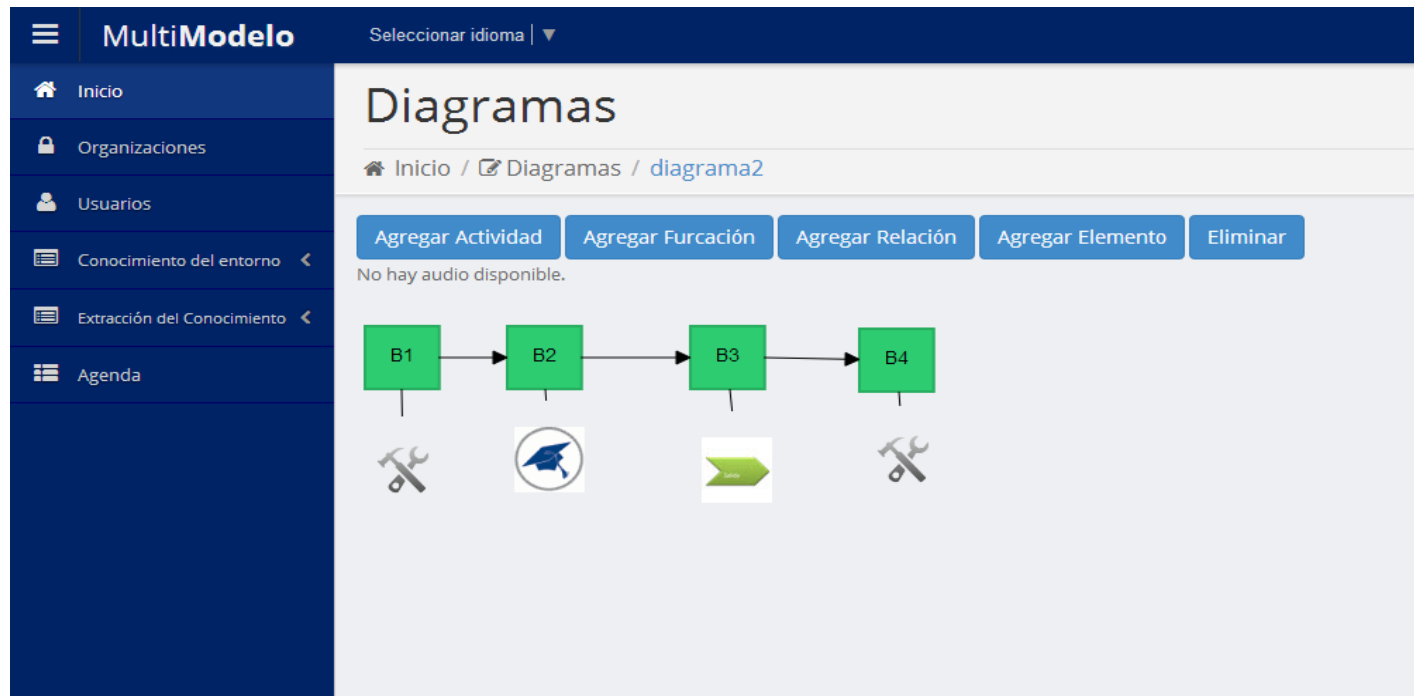 MultiModelo
Seleccionar idioma | ▼
Inicio
Organizaciones
Usuarios
Conocimiento del entorno
Extracción del Conocimiento
Agenda
Diagramas
Inicio / Diagramas / diagrama2
Agregar Actividad Agregar Furcación Agregar Relación Agregar Elemento Eliminar
No hay audio disponible.
B1 B2 B3 B4